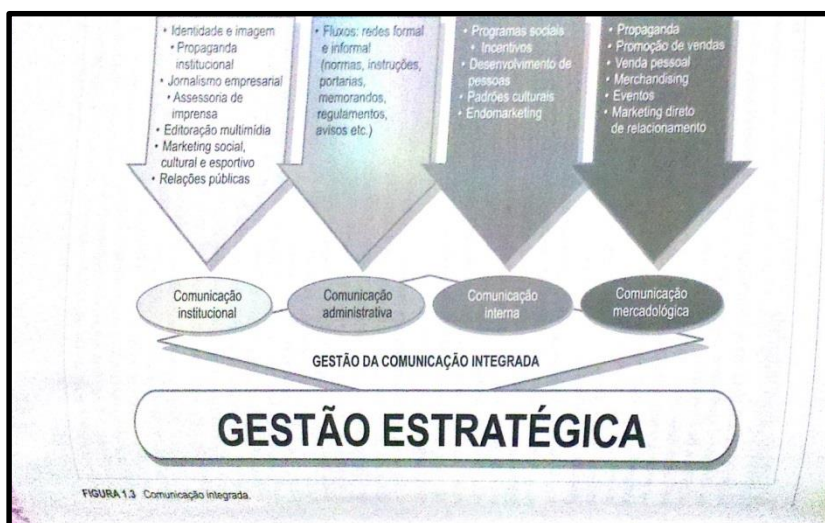 • Identidade e imagem
• Propaganda
institucional
• Jornalismo empresarial
• Assessoria de
imprensa
• Editoração multimídia
• Marketing social,
cultural e esportivo
• Relações públicas
• Fluxos: redes formal
e informal
(normas, instruções,
portarias,
memorandos,
regulamentos,
avisos etc.)
• Programas sociais
• Incentivos
• Desenvolvimento de
pessoas
• Padrões culturais
• Endomarketing
• Propaganda
• Promoção de vendas
• Venda pessoal
• Merchandising
• Eventos
• Marketing direto
de relacionamento
Comunicação
institucional
Comunicação
administrativa
Comunicação
interna
Comunicação
mercadológica
GESTÃO DA COMUNICAÇÃO INTEGRADA
GESTÃO ESTRATÉGICA
FIGURA 1.3 Comunicação integrada.